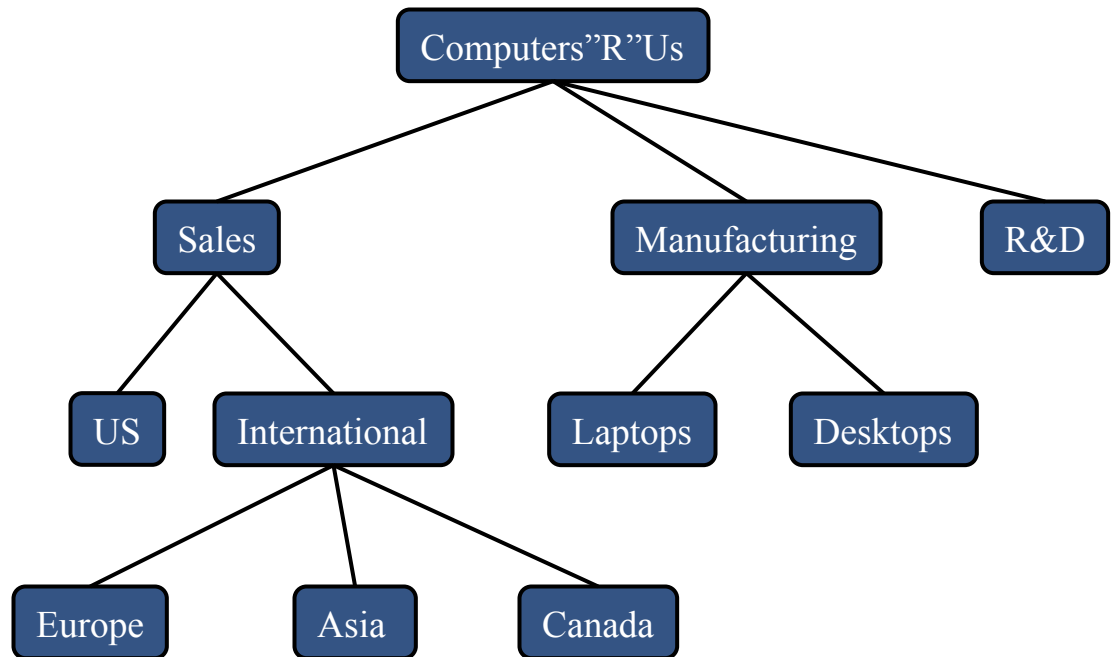 Computers”R”Us
Sales
Manufacturing
R&D
US
International
Laptops
Desktops
Europe
Asia
Canada